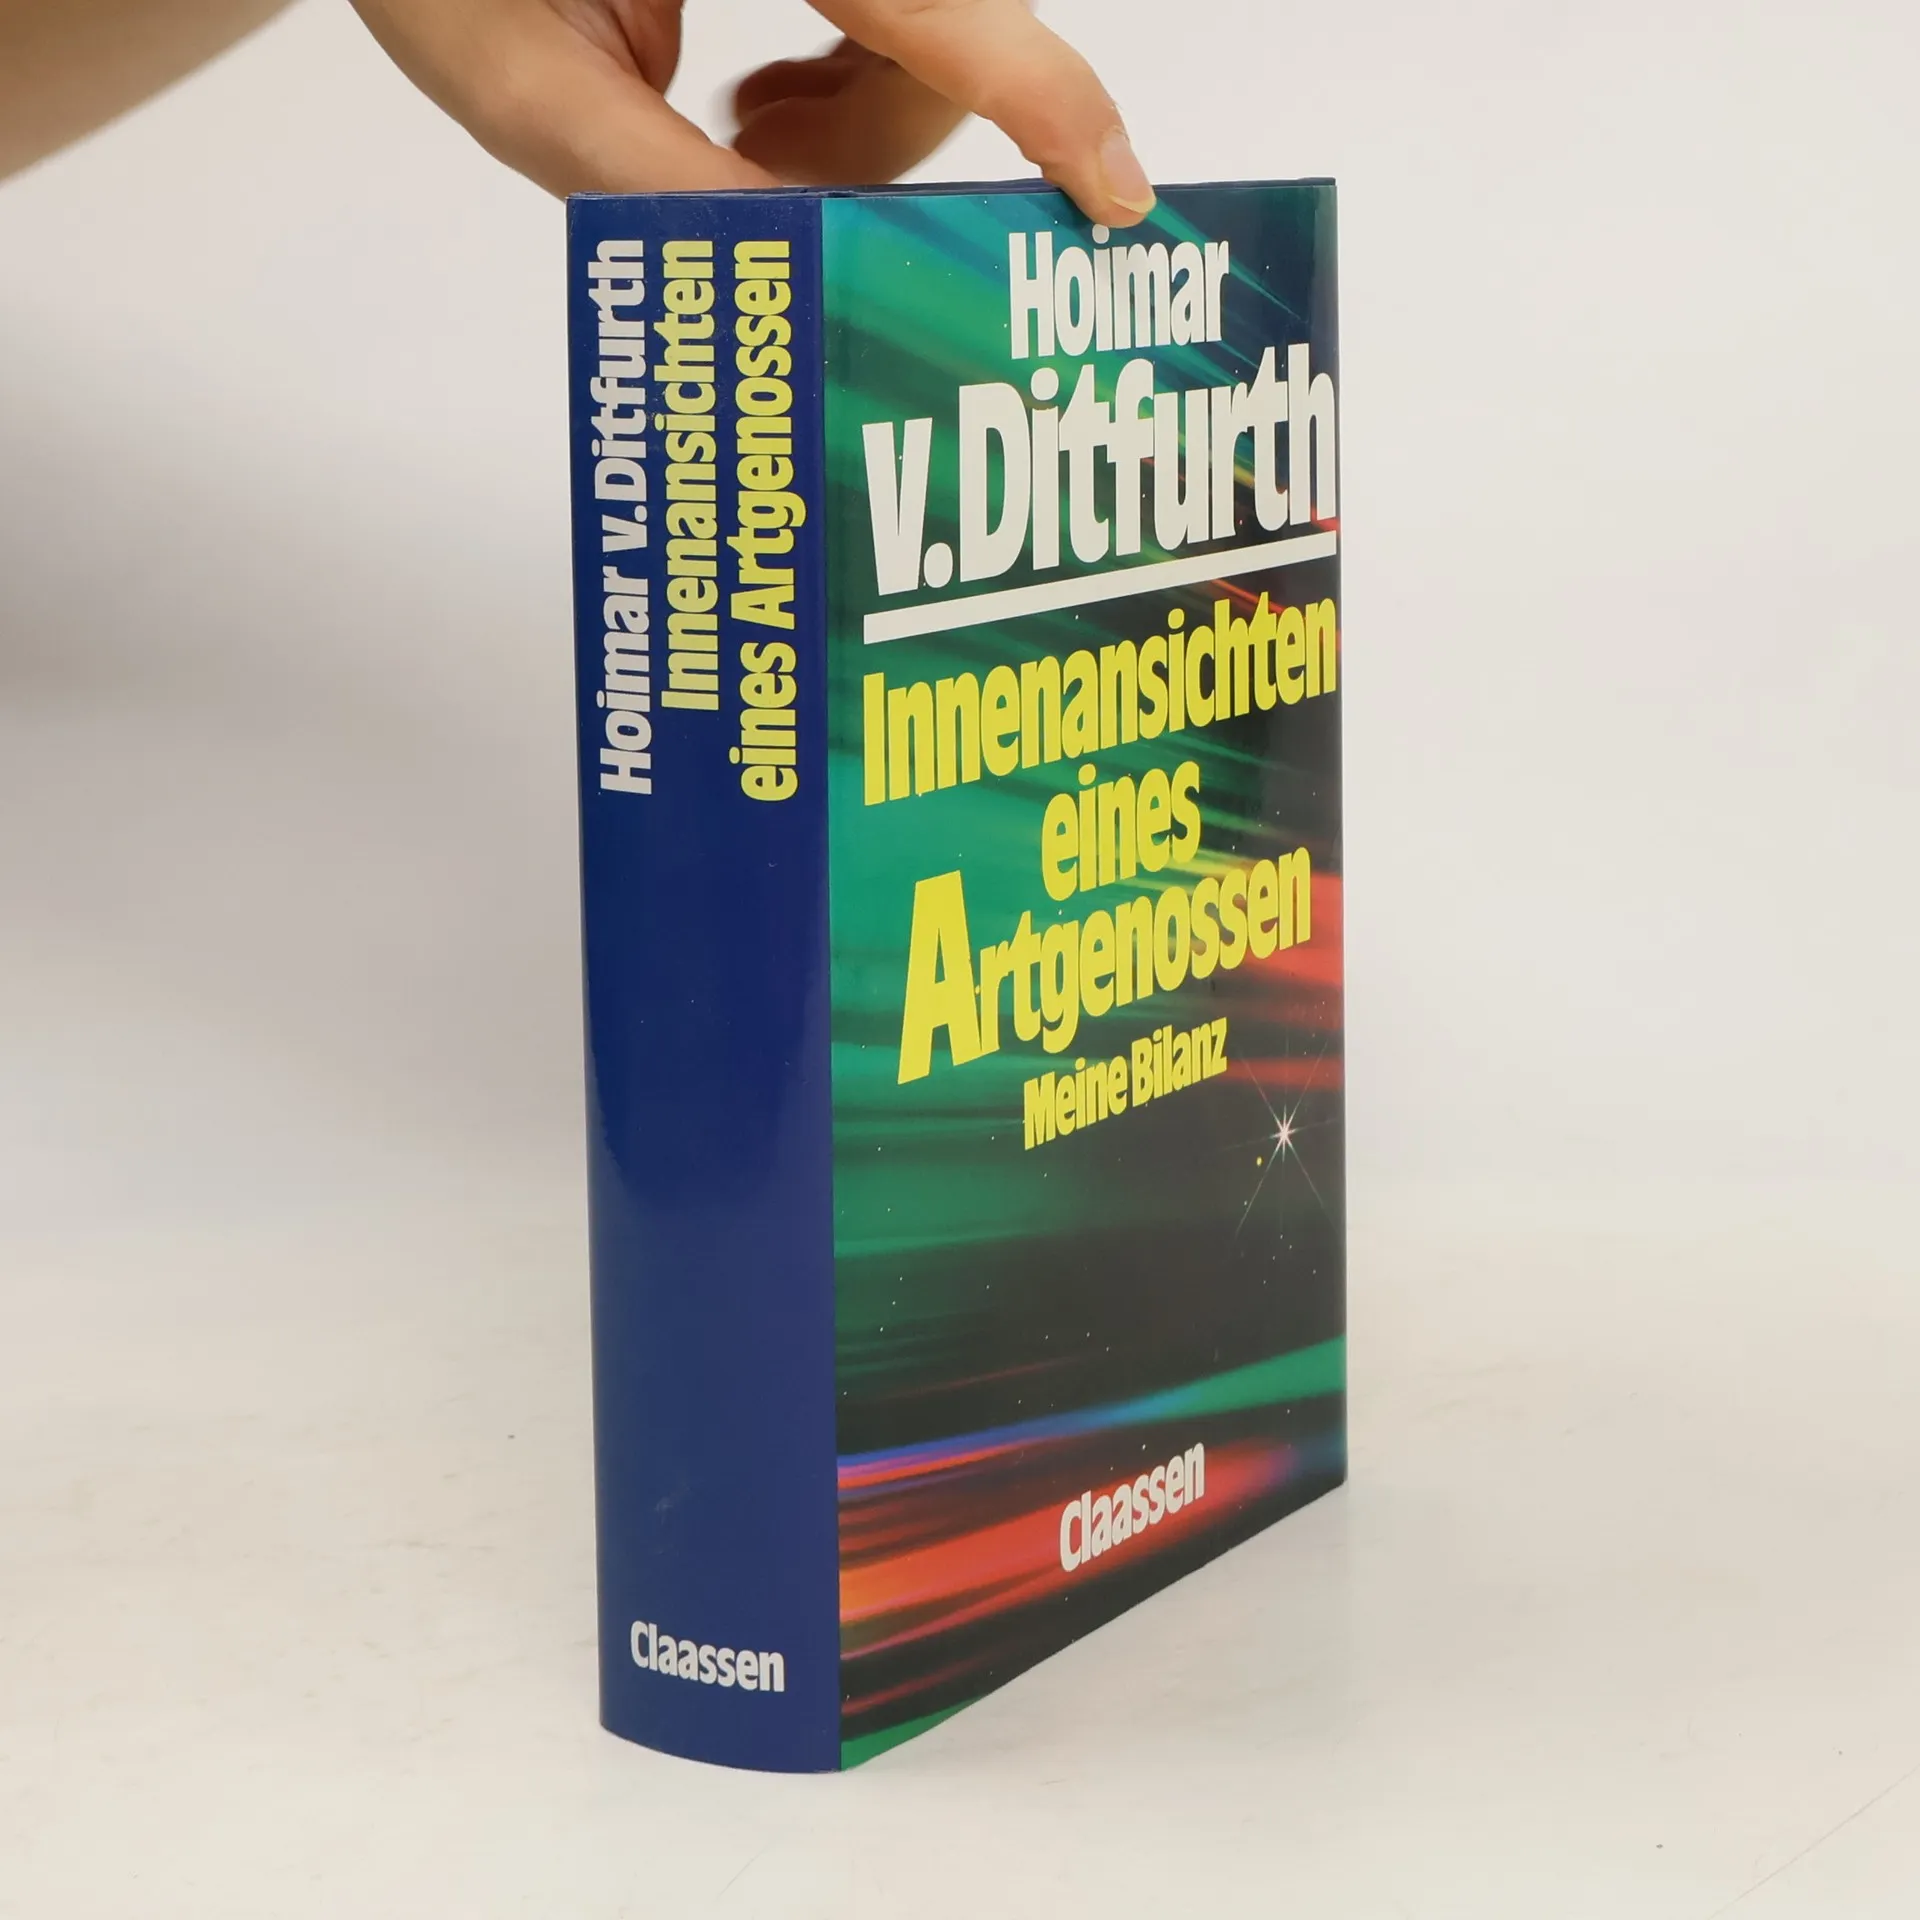 Hoimar v. Ditfurth
Innenansichten
eines Artgenossen
Claassen
Hoimar
v. Ditfurth
Innenansichten
eines
Artgenossen
Meine Bilanz
Claassen